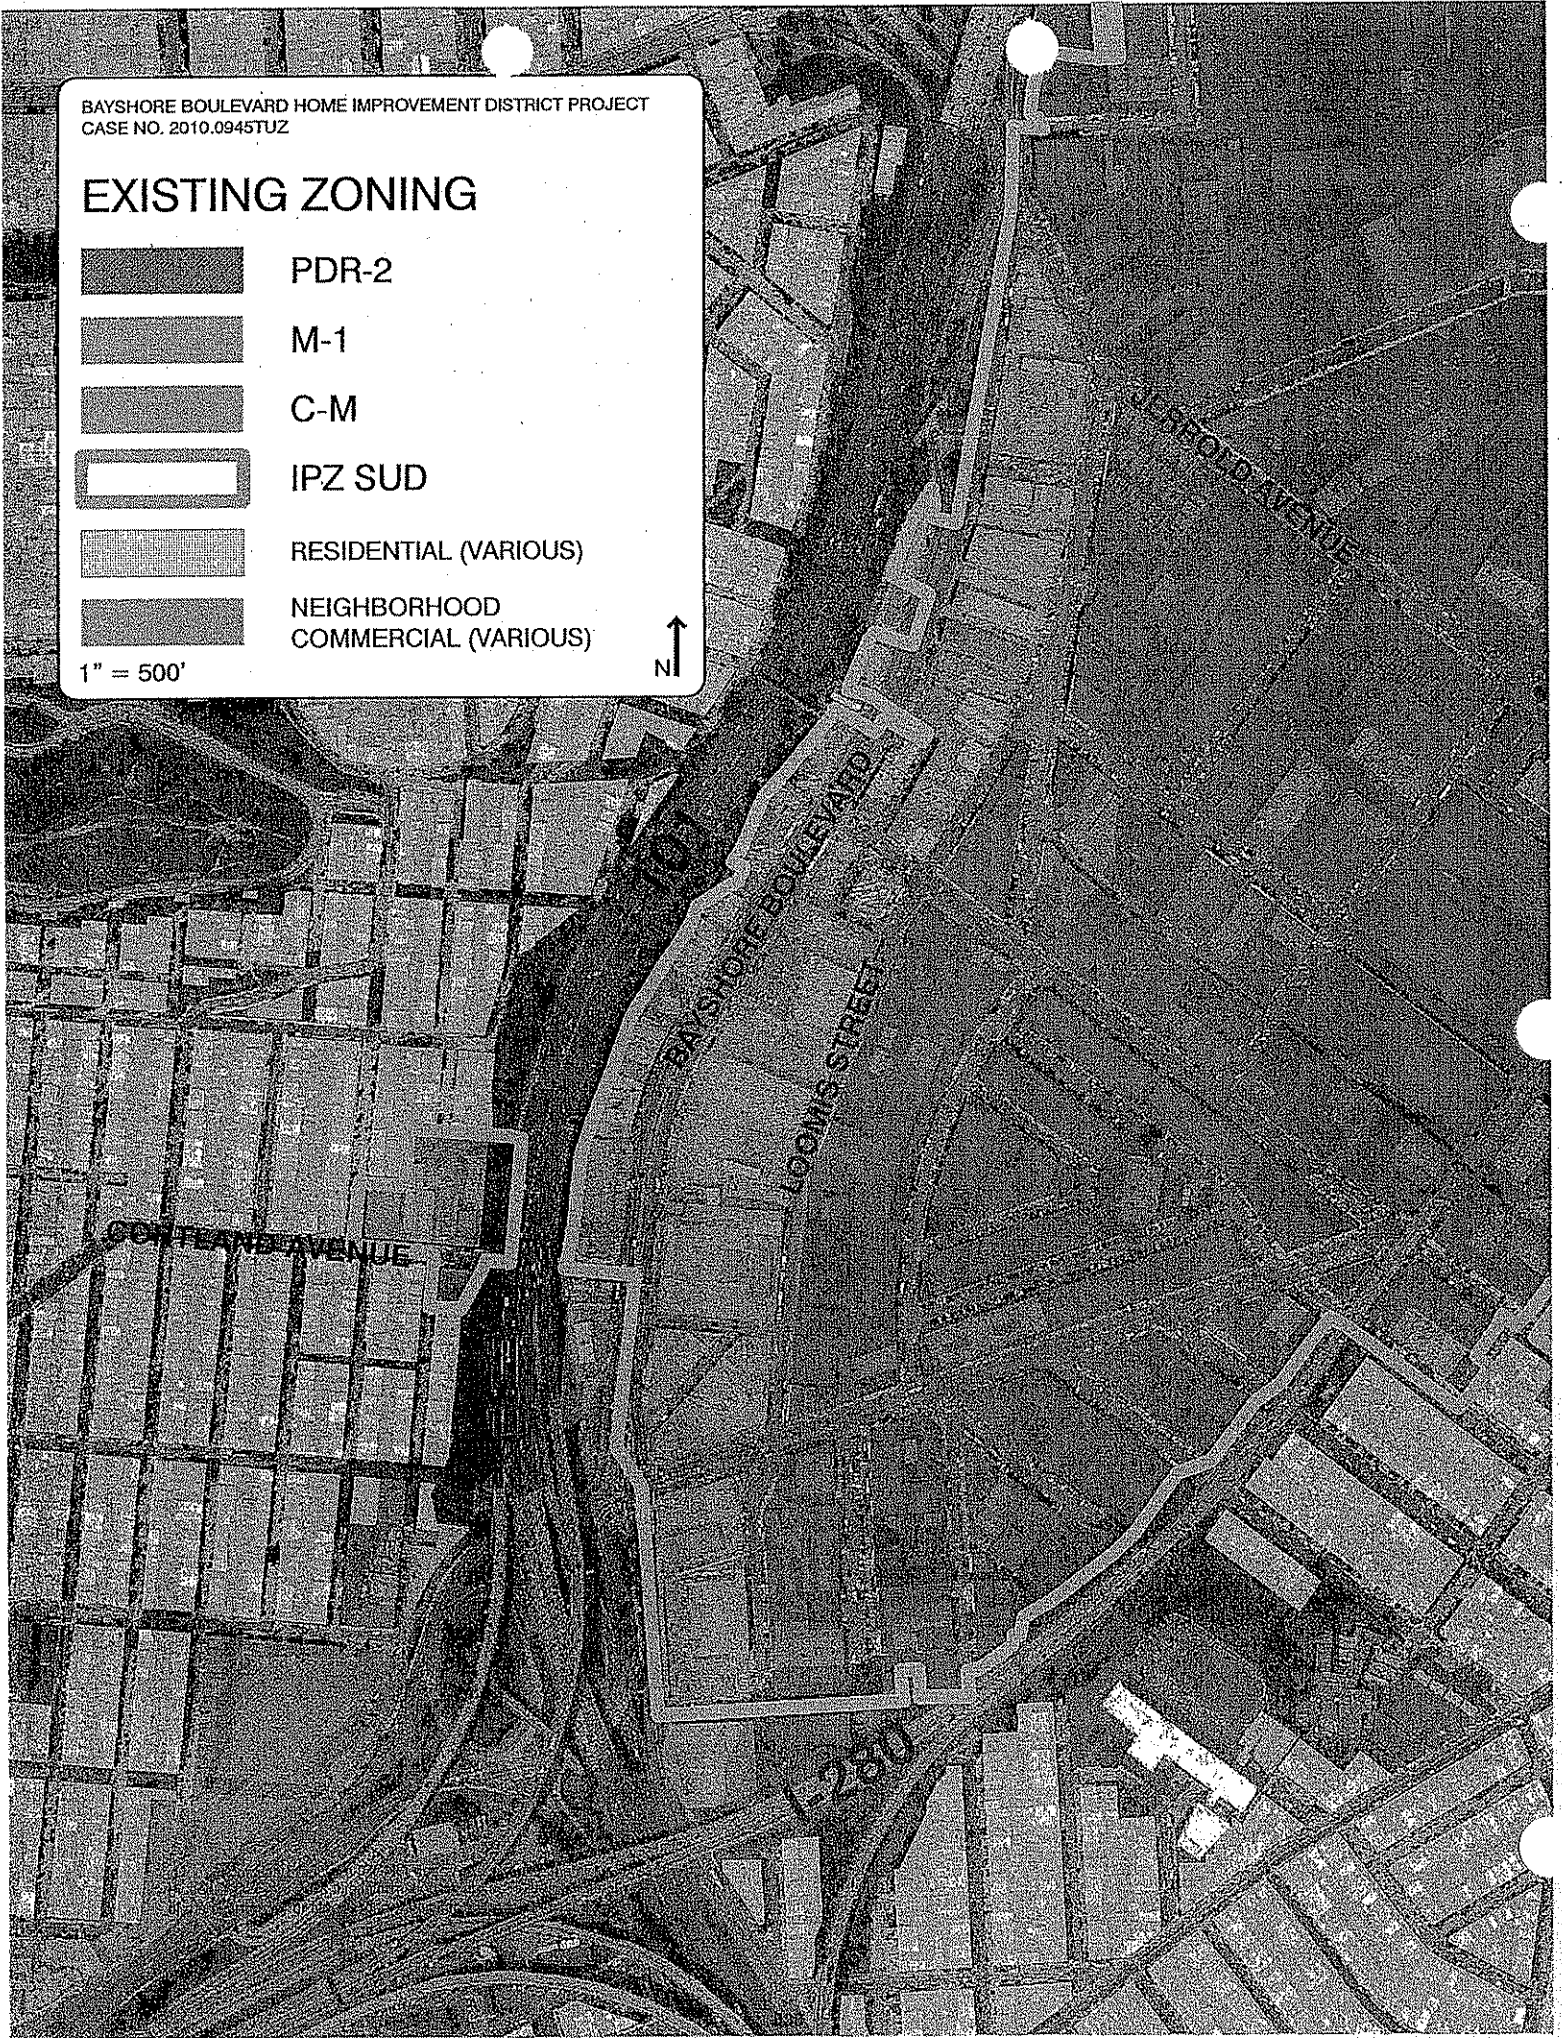 BAYSHORE BOULEVARD HOME IMPROVEMENT DISTRICT PROJECT
CASE NO. 2010.0945TUZ
EXISTING ZONING
PDR-2
M-1
C-M
IPZ SUD
RESIDENTIAL (VARIOUS)
NEIGHBORHOOD
COMMERCIAL (VARIOUS)
1" = 500'
N
JERROLD AVENUE
101
BAYSHORE BOULEVARD
LOOMIS STREET
CORTLAND AVENUE
I-280